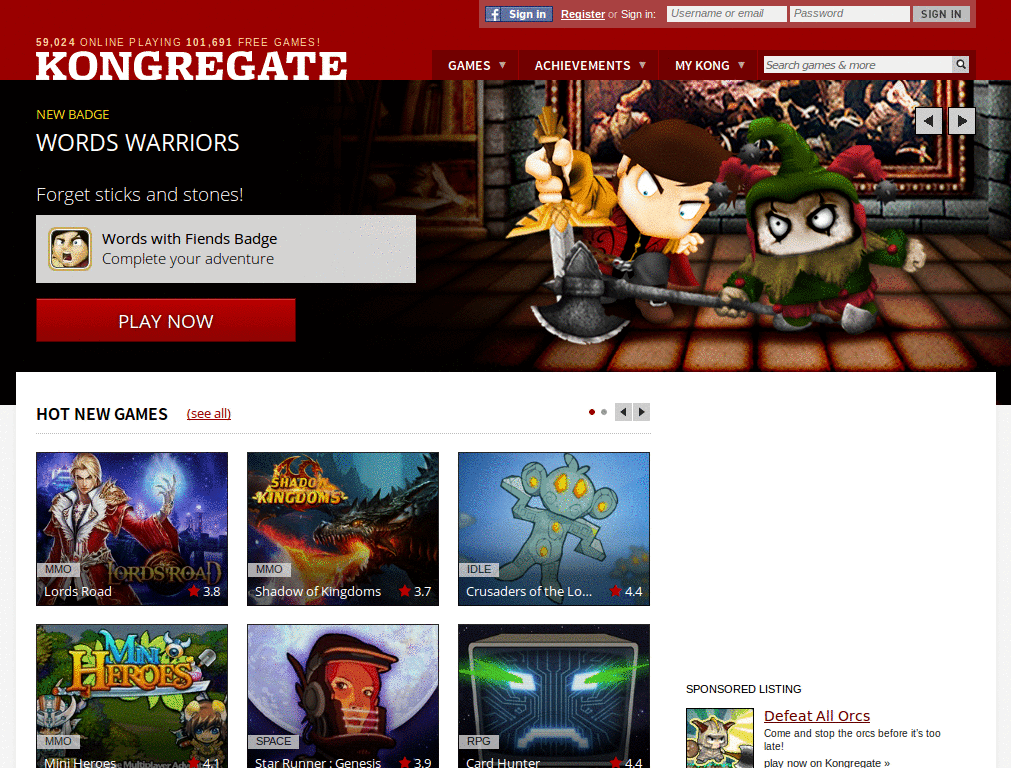 Sign in Register or Sign in: Username or email Password SIGN IN
59,024 ONLINE PLAYING 101,691 FREE GAMES!
KONGREGATE
GAMES ACHIEVEMENTS MY KONG Search games & more
NEW BADGE
WORDS WARRIORS
Forget sticks and stones!
Words with Fiends Badge
Complete your adventure
PLAY NOW
HOT NEW GAMES (see all)
LORDS ROAD
MMO
Lords Road 3.8
SHADOW
KINGDOMS
MMO
Shadow of Kingdoms 3.7
IDLE
Crusaders of the Lo... 4.4
MINI
HEROES
MMO
Mini Heroes 4.1
SPACE
Star Runner : Genesis 3.9
RPG
Card Hunter 4.4
SPONSORED LISTING
Defeat All Orcs
Come and stop the orcs before it's too
late!
play now on Kongregate »